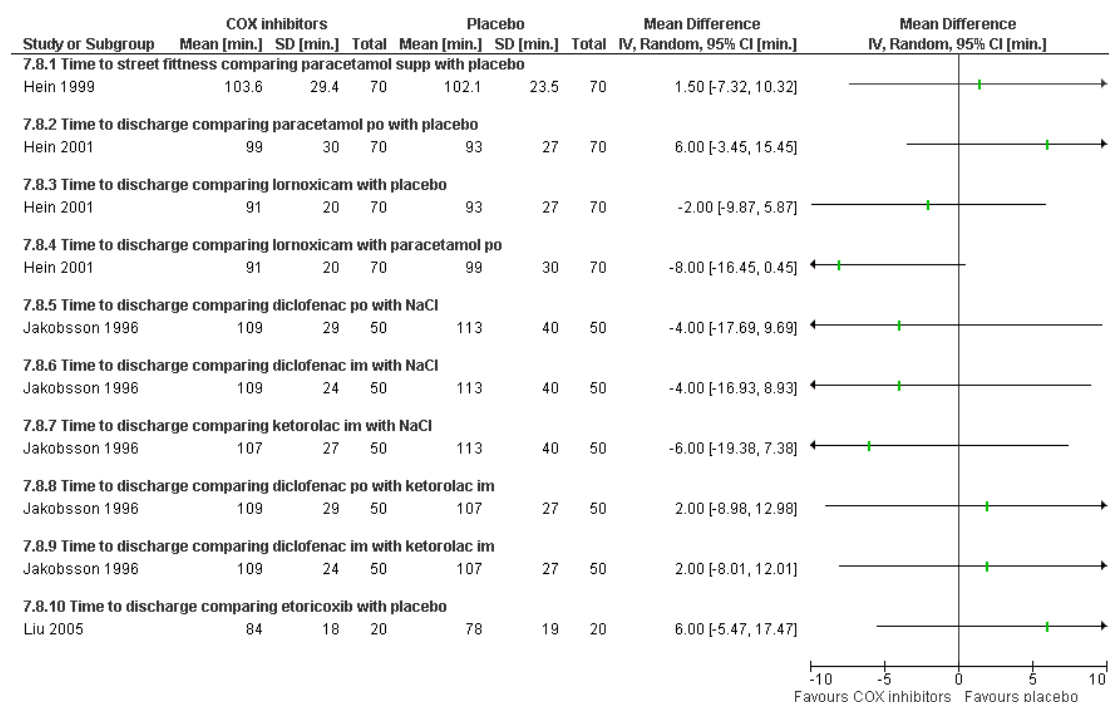 COX inhibitors Placebo Mean Difference Mean Difference
Study or Subgroup Mean [min.] SD [min.] Total Mean [min.] SD [min.] Total IV, Random, 95% CI [min.] IV, Random, 95% CI [min.]
7.8.1 Time to street fittness comparing paracetamol supp with placebo
Hein 1999 103.6 29.4 70 102.1 23.5 70 1.50 [-7.32, 10.32]
7.8.2 Time to discharge comparing paracetamol po with placebo
Hein 2001 99 30 70 93 27 70 6.00 [-3.45, 15.45]
7.8.3 Time to discharge comparing lornoxicam with placebo
Hein 2001 91 20 70 93 27 70 -2.00 [-9.87, 5.87]
7.8.4 Time to discharge comparing lornoxicam with paracetamol po
Hein 2001 91 20 70 99 30 70 -8.00 [-16.45, 0.45]
7.8.5 Time to discharge comparing diclofenac po with NaCl
Jakobsson 1996 109 29 50 113 40 50 -4.00 [-17.69, 9.69]
7.8.6 Time to discharge comparing diclofenac im with NaCl
Jakobsson 1996 109 24 50 113 40 50 -4.00 [-16.93, 8.93]
7.8.7 Time to discharge comparing ketorolac im with NaCl
Jakobsson 1996 107 27 50 113 40 50 -6.00 [-19.38, 7.38]
7.8.8 Time to discharge comparing diclofenac po with ketorolac im
Jakobsson 1996 109 29 50 107 27 50 2.00 [-8.98, 12.98]
7.8.9 Time to discharge comparing diclofenac im with ketorolac im
Jakobsson 1996 109 24 50 107 27 50 2.00 [-8.01, 12.01]
7.8.10 Time to discharge comparing etoricoxib with placebo
Liu 2005 84 18 20 78 19 20 6.00 [-5.47, 17.47]
-10 -5 0 5 10
Favours COX inhibitors Favours placebo